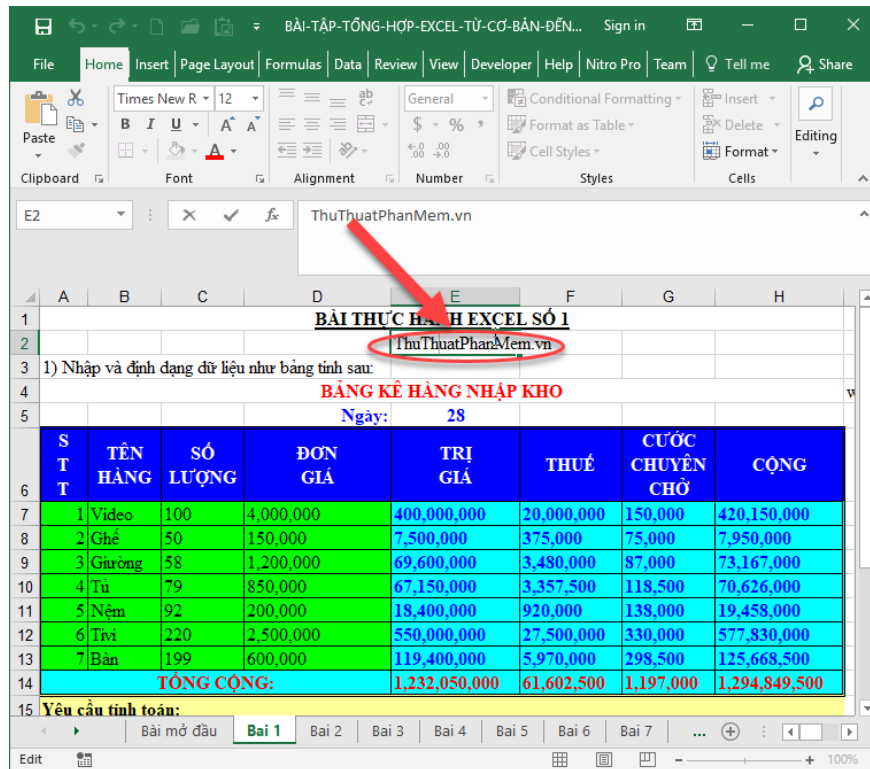 BÀI-TẬP-TỔNG-HỢP-EXCEL-TỪ-CƠ-BẢN-ĐẾN... Sign in
File Home Insert Page Layout Formulas Data Review View Developer Help Nitro Pro Team Tell me Share
Paste Times New R 12 General Conditional Formatting Insert
B I U A A $ % Format as Table Delete Editing
A Cell Styles Format
Clipboard Font Alignment Number Styles Cells
E2 fx ThuThuatPhanMem.vn
A B C D E F G H
1 BÀI THỰC HÀNH EXCEL SỐ 1
2 ThuThuatPhanMem.vn
3 1) Nhập và định dạng dữ liệu như bảng tính sau:
4 BẢNG KÊ HÀNG NHẬP KHO
5 Ngày: 28
6 STT TÊN HÀNG SỐ LƯỢNG ĐƠN GIÁ TRỊ GIÁ THUẾ CƯỚC CHUYÊN CHỞ CỘNG
7 1 Video 100 4,000,000 400,000,000 20,000,000 150,000 420,150,000
8 2 Ghế 50 150,000 7,500,000 375,000 75,000 7,950,000
9 3 Giường 58 1,200,000 69,600,000 3,480,000 87,000 73,167,000
10 4 Tủ 79 850,000 67,150,000 3,357,500 118,500 70,626,000
11 5 Nệm 92 200,000 18,400,000 920,000 138,000 19,458,000
12 6 Tivi 220 2,500,000 550,000,000 27,500,000 330,000 577,830,000
13 7 Bàn 199 600,000 119,400,000 5,970,000 298,500 125,668,500
14 TỔNG CỘNG: 1,232,050,000 61,602,500 1,197,000 1,294,849,500
15 Yêu cầu tính toán:
Bài mở đầu Bai 1 Bai 2 Bai 3 Bai 4 Bai 5 Bai 6 Bai 7 ...
Edit 100%